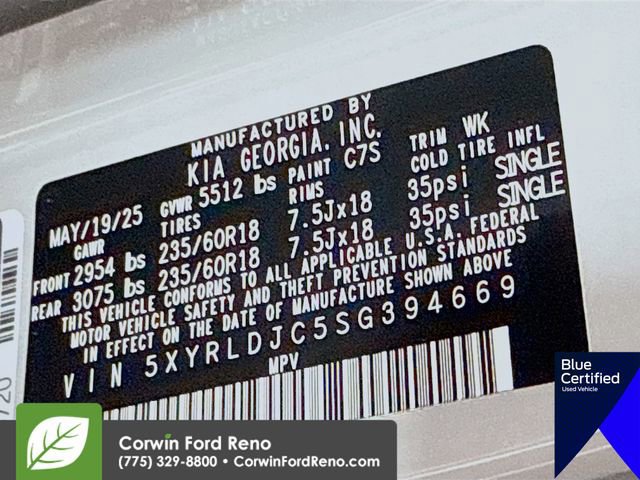 MANUFACTURED BY
KIA GEORGIA, INC.
MAY/19/25 GVWR 5512 lbs PAINT C7S TRIM WK
GAWR TIRES RIMS COLD TIRE INFL
FRONT 2954 lbs 235/60R18 7.5Jx18 35psi SINGLE
REAR 3075 lbs 235/60R18 7.5Jx18 35psi SINGLE
THIS VEHICLE CONFORMS TO ALL APPLICABLE U.S.A. FEDERAL
MOTOR VEHICLE SAFETY AND THEFT PREVENTION STANDARDS
IN EFFECT ON THE DATE OF MANUFACTURE SHOWN ABOVE
VIN 5XYRLDJC5SG394669
MPV
Blue
Certified
Used Vehicle
Corwin Ford Reno
(775) 329-8800 • CorwinFordReno.com